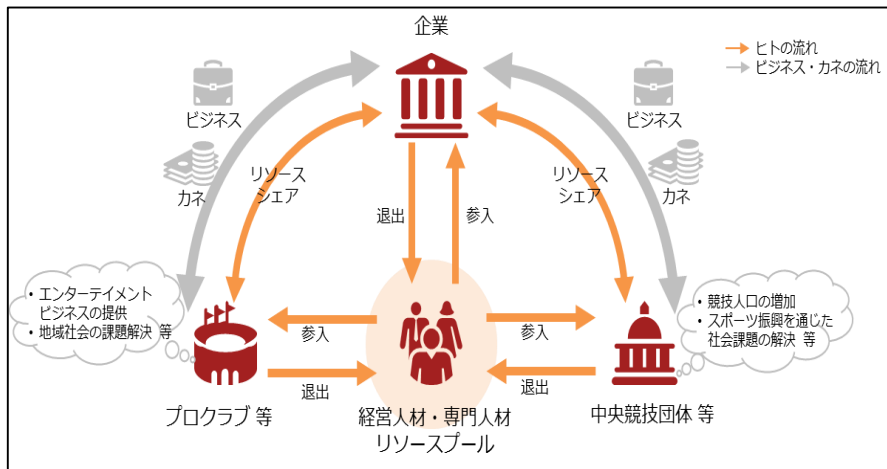 企業
ヒトの流れ
ビジネス・カネの流れ
ビジネス
ビジネス
カネ
カネ
リソース
シェア
リソース
シェア
退出
参入
・エンターテイメント
ビジネスの提供
・地域社会の課題解決 等
・競技人口の増加
・スポーツ振興を通じた
社会課題の解決 等
参入
参入
退出
退出
プロクラブ 等
経営人材・専門人材
リソースプール
中央競技団体 等